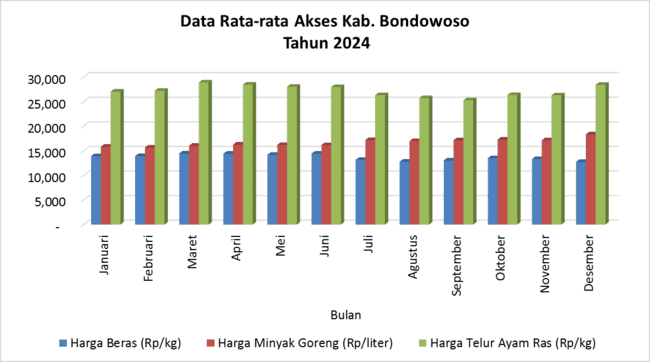 Data Rata-rata Akses Kab. Bondowoso
Tahun 2024
30,000
25,000
20,000
15,000
10,000
5,000
-
Januari
Februari
Maret
April
Mei
Juni
Juli
Agustus
September
Oktober
November
Desember
Bulan
Harga Beras (Rp/kg)
Harga Minyak Goreng (Rp/liter)
Harga Telur Ayam Ras (Rp/kg)